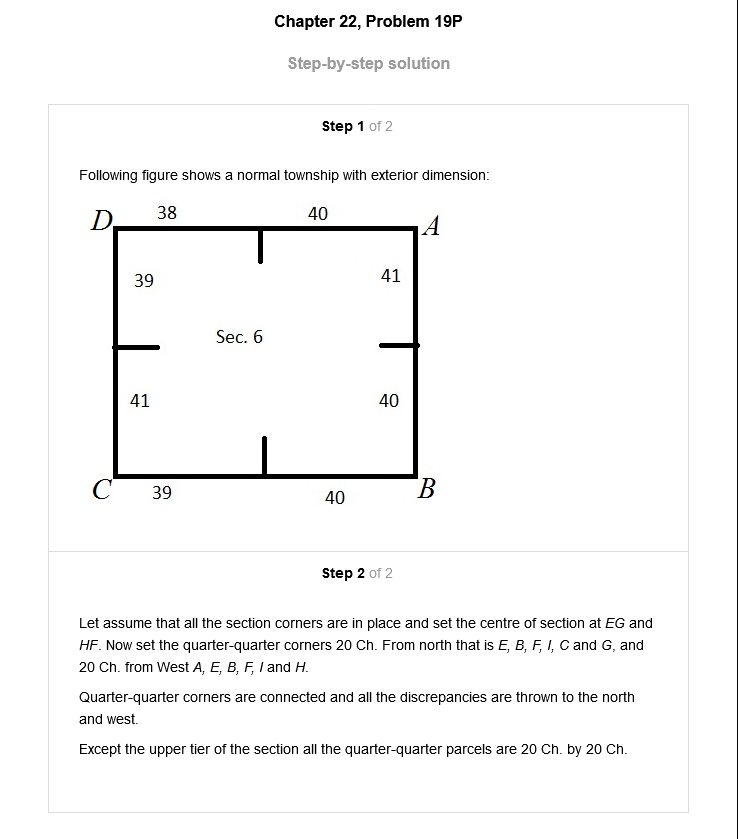 Chapter 22, Problem 19P
Step-by-step solution
Step 1 of 2
Following figure shows a normal township with exterior dimension:
D 38 40 A
39 41
Sec. 6
41 40
C 39 40 B
Step 2 of 2
Let assume that all the section corners are in place and set the centre of section at EG and
HF. Now set the quarter-quarter corners 20 Ch. From north that is E, B, F, I, C and G, and
20 Ch. from West A, E, B, F, I and H.
Quarter-quarter corners are connected and all the discrepancies are thrown to the north
and west.
Except the upper tier of the section all the quarter-quarter parcels are 20 Ch. by 20 Ch.